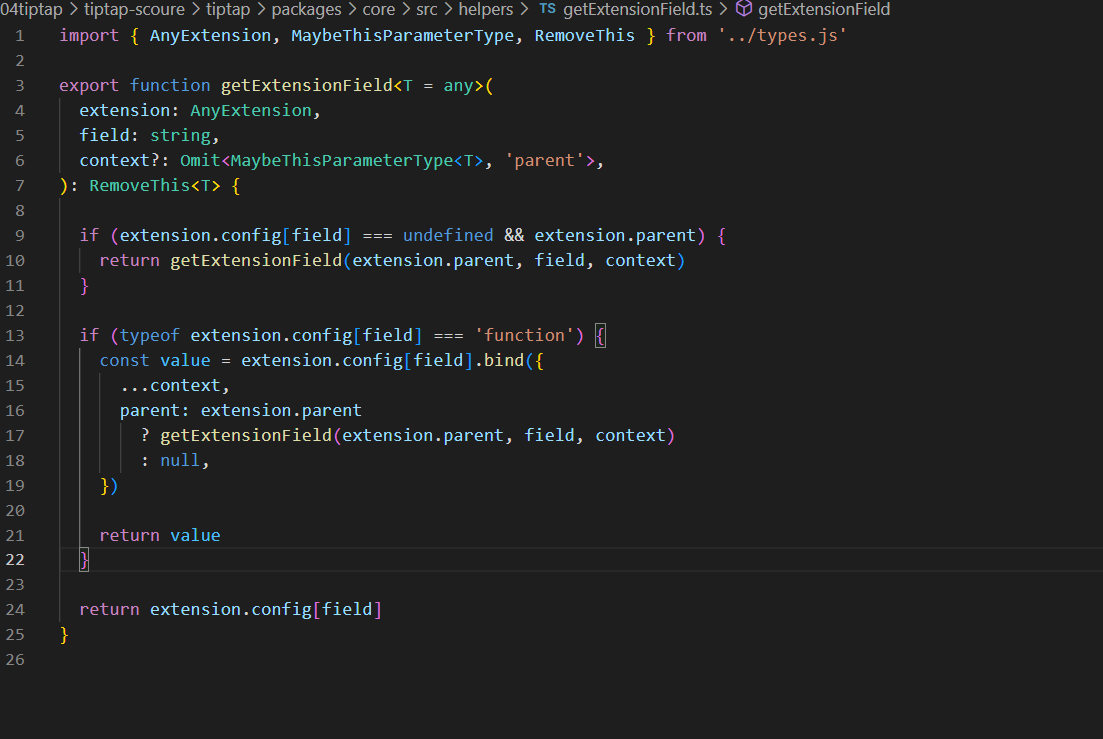 04tiptap > tiptap-scoure > tiptap > packages > core > src > helpers > TS getExtensionField.ts > getExtensionField
1 import { AnyExtension, MaybeThisParameterType, RemoveThis } from '../types.js'
2
3 export function getExtensionField<T = any>(
4   extension: AnyExtension,
5   field: string,
6   context?: Omit<MaybeThisParameterType<T>, 'parent'>,
7 ): RemoveThis<T> {
8
9   if (extension.config[field] === undefined && extension.parent) {
10     return getExtensionField(extension.parent, field, context)
11   }
12
13   if (typeof extension.config[field] === 'function') {
14     const value = extension.config[field].bind({
15       ...context,
16       parent: extension.parent
17         ? getExtensionField(extension.parent, field, context)
18         : null,
19     })
20
21     return value
22   }
23
24   return extension.config[field]
25 }
26